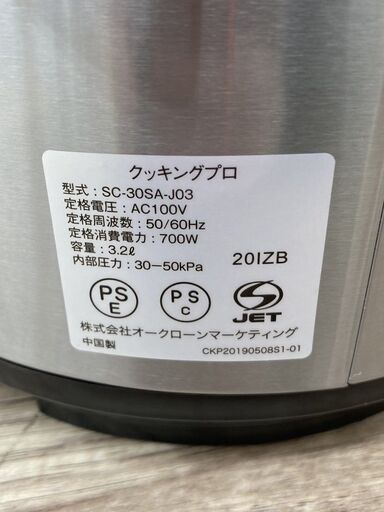 クッキングプロ
型式：SC-30SA-J03
定格電圧：AC100V
定格周波数：50/60Hz
定格消費電力：700W
容量：3.2ℓ
内部圧力：30－50kPa
20IZB
PS
E
PS
C
JET
株式会社オークローンマーケティング
中国製
CKP20190508S1-01